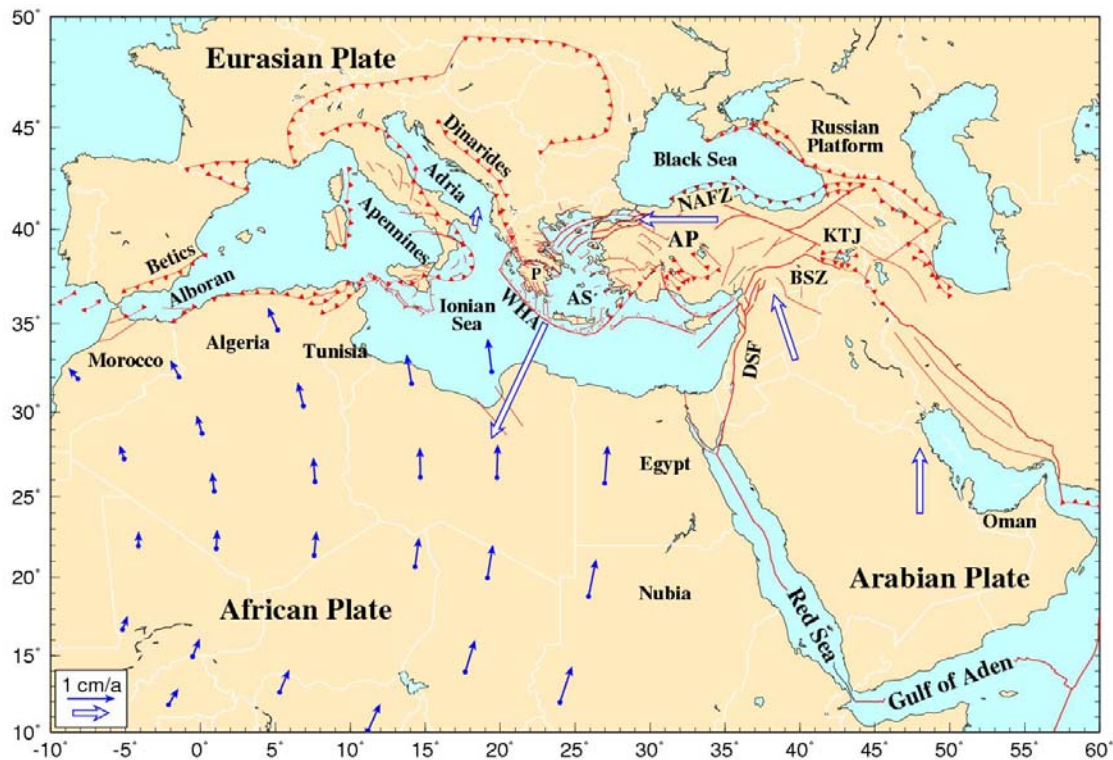 50°
45°
40°
35°
30°
25°
20°
15°
10°
Eurasian Plate
Russian
Platform
Black Sea
Dinarides
Adria
Apennines
NAFZ
AP
KTJ
BSZ
P
AS
Betics
Alboran
Ionian
Sea
WHA
DSF
Morocco
Algeria
Tunisia
Egypt
Oman
Nubia
African Plate
Arabian Plate
Red Sea
Gulf of Aden
1 cm/a
-10° -5° 0° 5° 10° 15° 20° 25° 30° 35° 40° 45° 50° 55° 60°